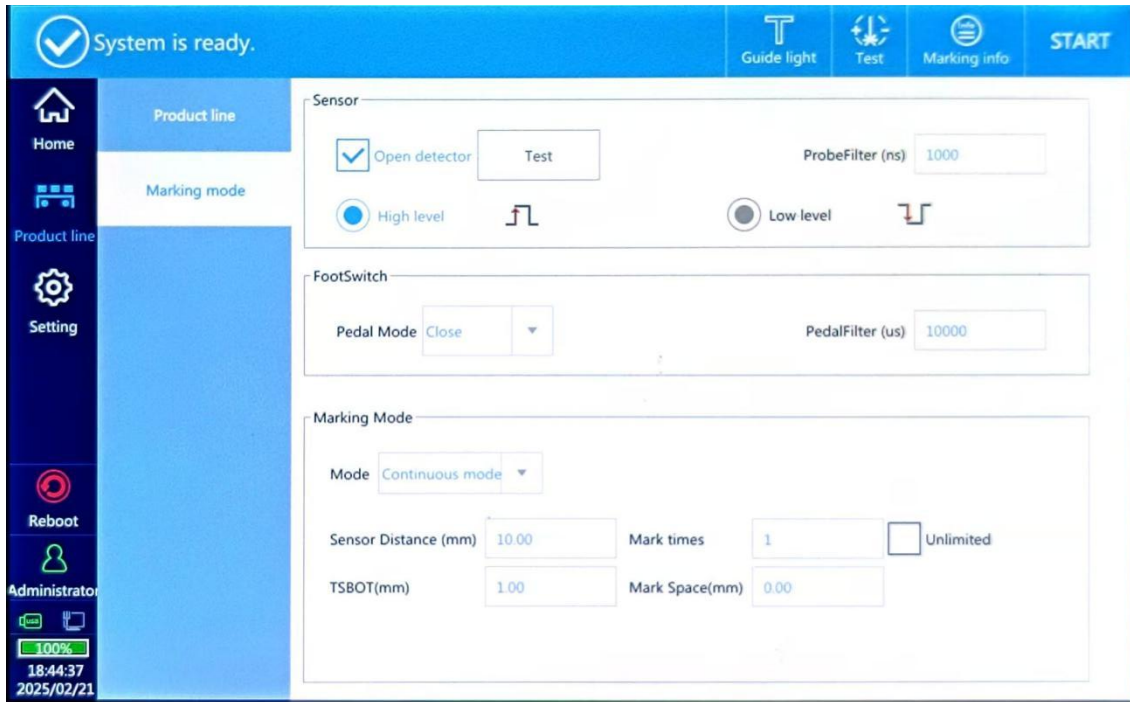 System is ready.
Guide light
Test
Marking info
START
Home
Product line
Setting
Reboot
Administrator
100%
18:44:37
2025/02/21
Product line
Marking mode
Sensor
Open detector
Test
ProbeFilter (ns)
1000
High level
Low level
FootSwitch
Pedal Mode
Close
PedalFilter (us)
10000
Marking Mode
Mode
Continuous mode
Sensor Distance (mm)
10.00
Mark times
1
Unlimited
TSBOT(mm)
1.00
Mark Space(mm)
0.00